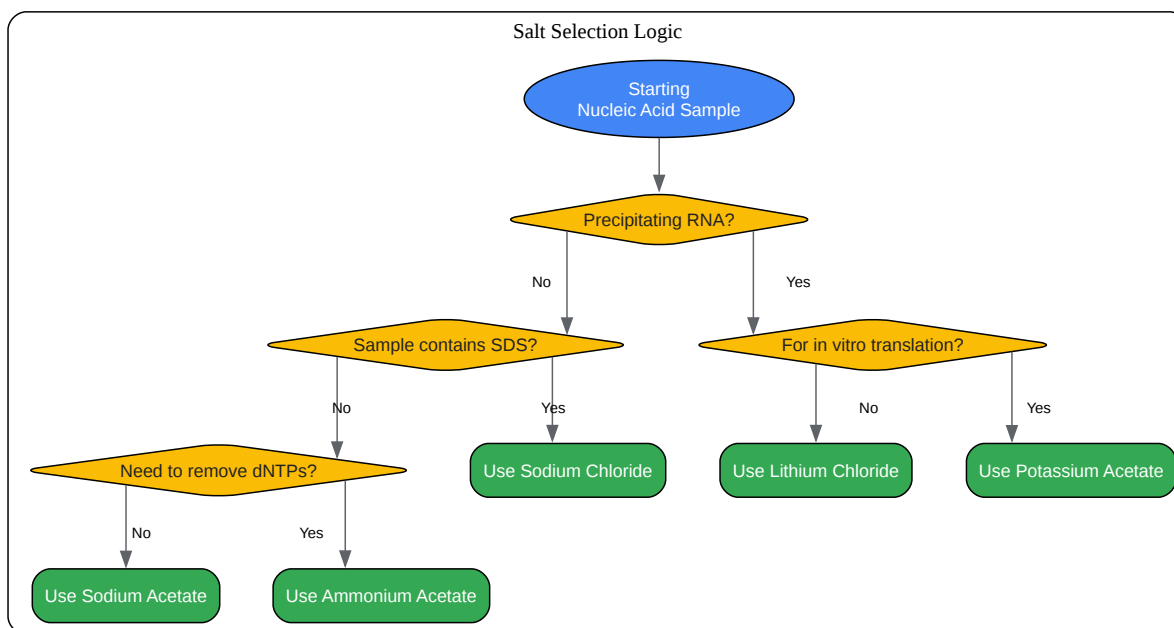 Salt Selection Logic
Starting
Nucleic Acid Sample
Precipitating RNA?
No
Yes
Sample contains SDS?
For in vitro translation?
No
Yes
No
Yes
Need to remove dNTPs?
Use Sodium Chloride
Use Lithium Chloride
Use Potassium Acetate
No
Yes
Use Sodium Acetate
Use Ammonium Acetate